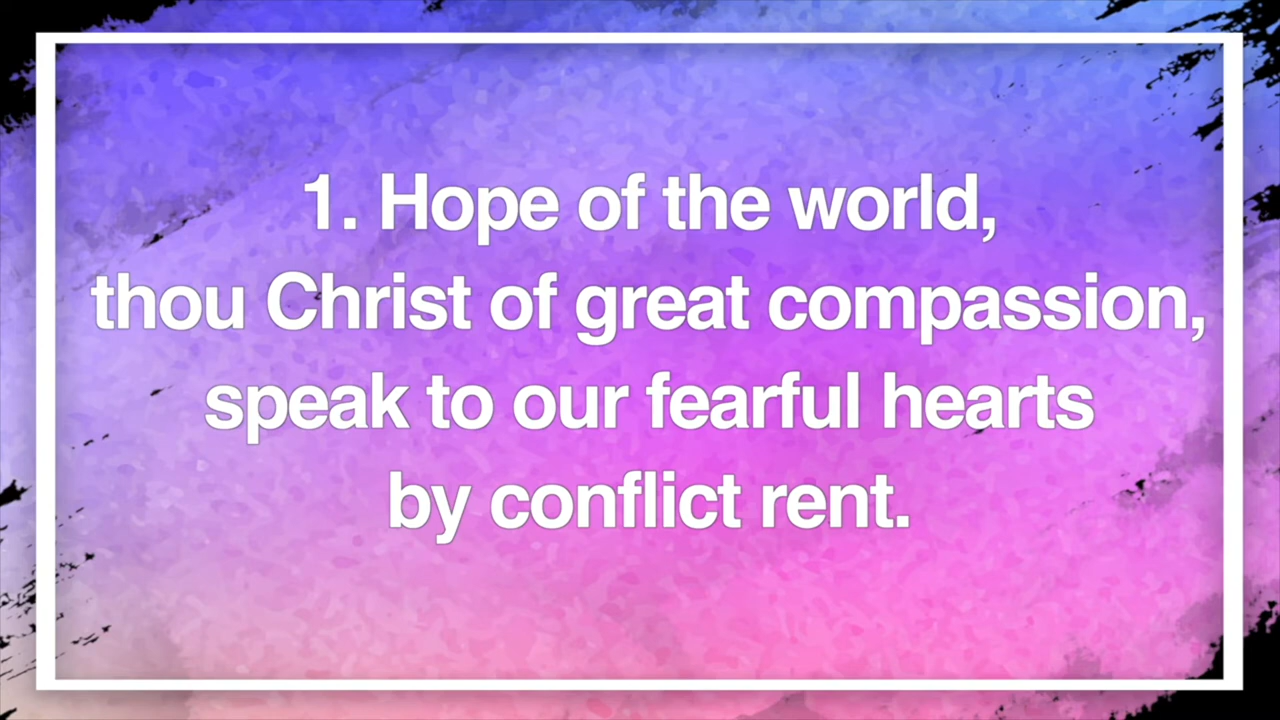 1. Hope of the world,
thou Christ of great compassion,
speak to our fearful hearts
by conflict rent.